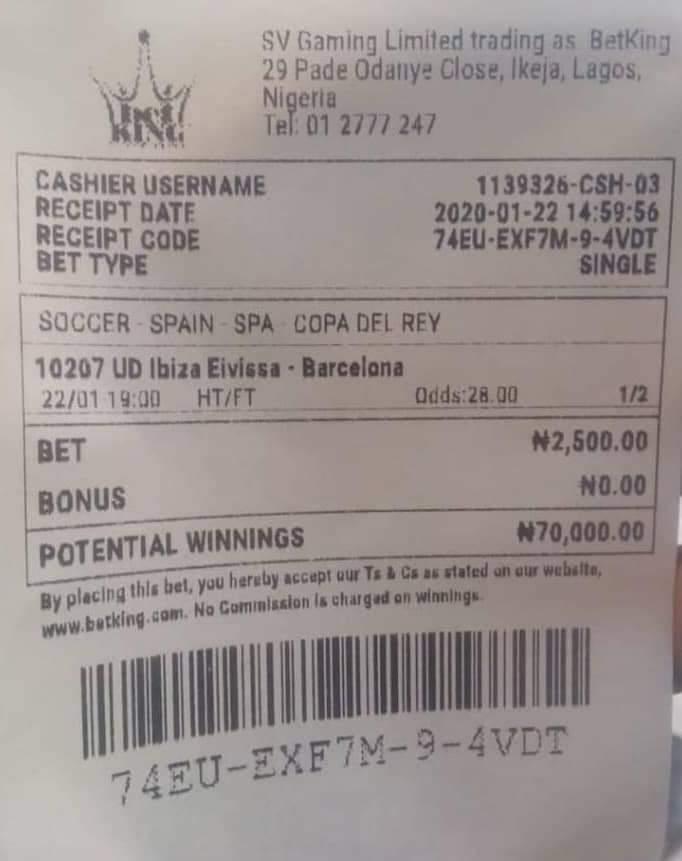 SV Gaming Limited trading as BetKing
29 Pade Odanye Close, Ikeja, Lagos,
Nigeria
Tel: 01 2777 247
BET
KING
CASHIER USERNAME 1139326-CSH-03
RECEIPT DATE 2020-01-22 14:59:56
RECEIPT CODE 74EU-EXF7M-9-4VDT
BET TYPE SINGLE
SOCCER - SPAIN - SPA - COPA DEL REY
10207 UD Ibiza Eivissa - Barcelona
22/01 19:00 HT/FT Odds:28.00 1/2
BET ₦2,500.00
BONUS ₦0.00
POTENTIAL WINNINGS ₦70,000.00
By placing this bet, you hereby accept our Ts & Cs as stated on our website,
www.betking.com. No Commission is charged on winnings.
74EU-EXF7M-9-4VDT